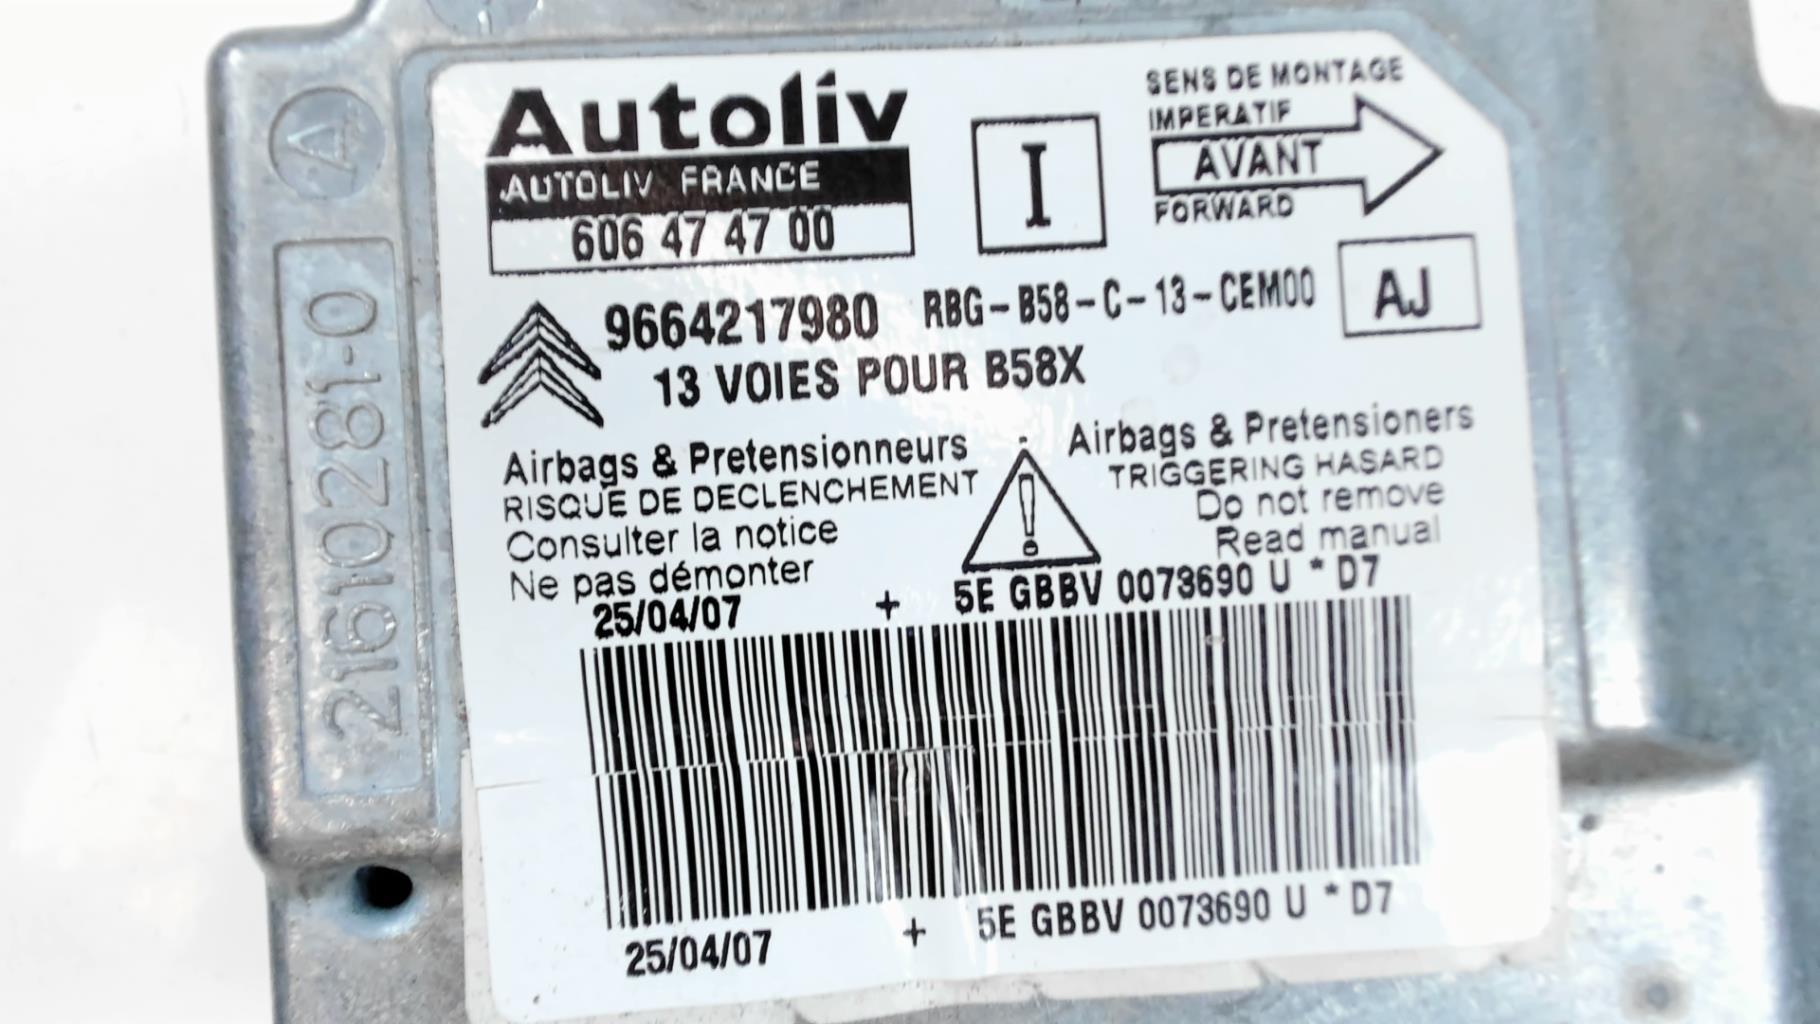 A
21610281-0
Autoliv
AUTOLIV FRANCE
606 47 47 00
I
SENS DE MONTAGE
IMPERATIF
AVANT
FORWARD
9664217980 RBG-B58-C-13-CEM00
AJ
13 VOIES POUR B58X
Airbags & Pretensionneurs
RISQUE DE DECLENCHEMENT
Consulter la notice
Ne pas démonter
!
Airbags & Pretensioners
TRIGGERING HASARD
Do not remove
Read manual
25/04/07 + 5E GBBV 0073690 U * D7
25/04/07 + 5E GBBV 0073690 U * D7